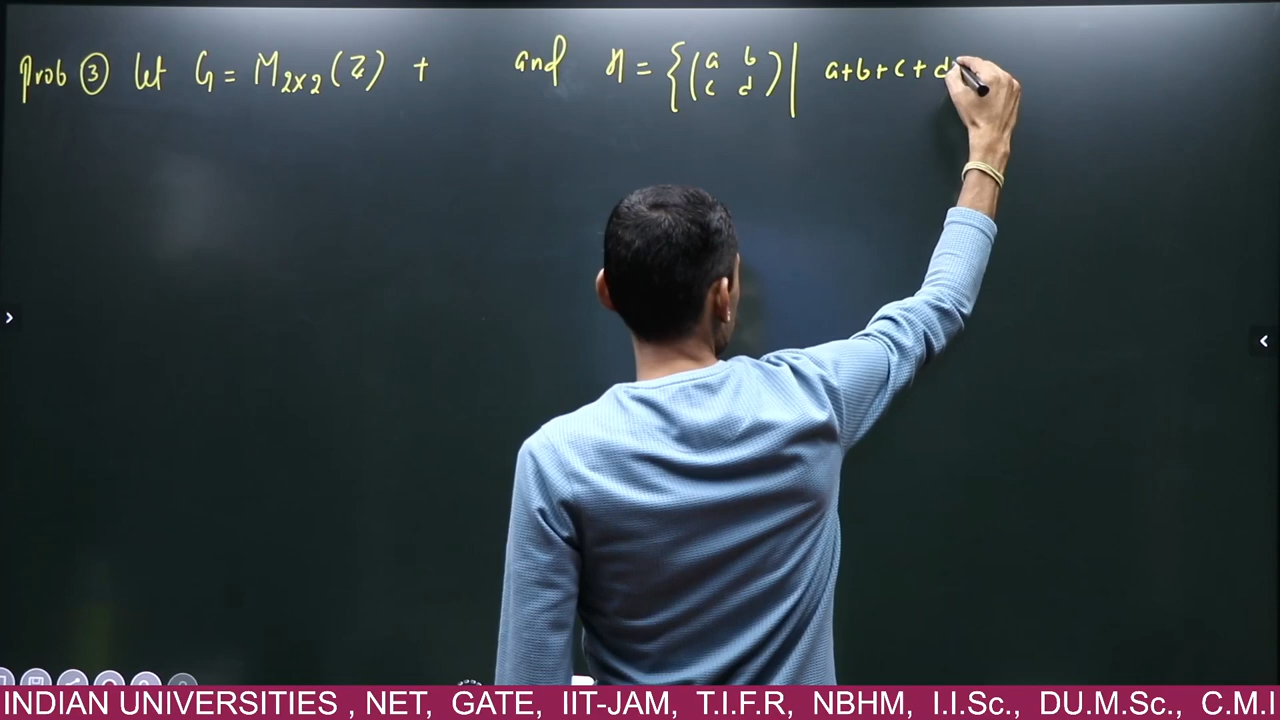 Prob ③ Let G = M₂ₓ₂(Z) + and H = {(a b c d) | a+b+c+d
INDIAN UNIVERSITIES , NET, GATE, IIT-JAM, T.I.F.R, NBHM, I.I.Sc., DU.M.Sc., C.M.I